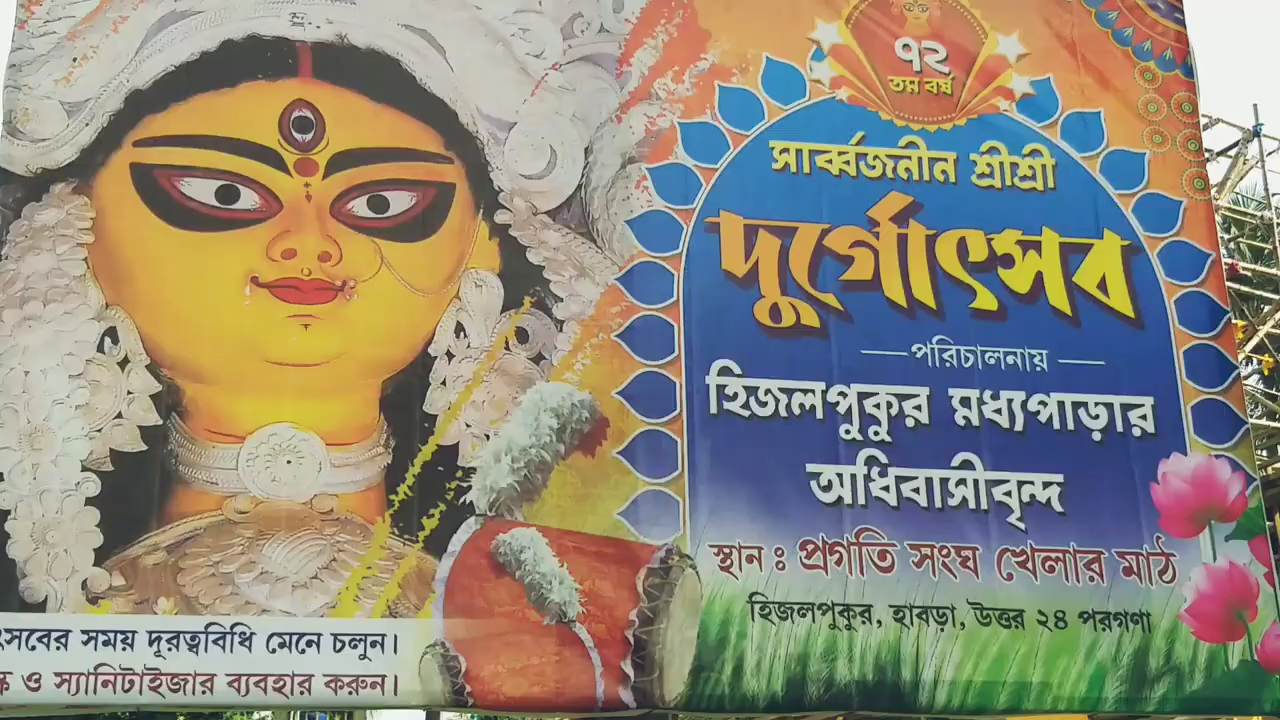 ৭২
তম বর্ষ
সার্ব্বজনীন শ্রীশ্রী
দুর্গোৎসব
পরিচালনায়
হিজলপুকুর মধ্যপাড়ার
অধিবাসীবৃন্দ
স্থান ঃ প্রগতি সংঘ খেলার মাঠ
হিজলপুকুর, হাবড়া, উত্তর ২৪ পরগণা
সময় দূরত্ববিধি মেনে চলুন।
ও স্যানিটাইজার ব্যবহার করুন।